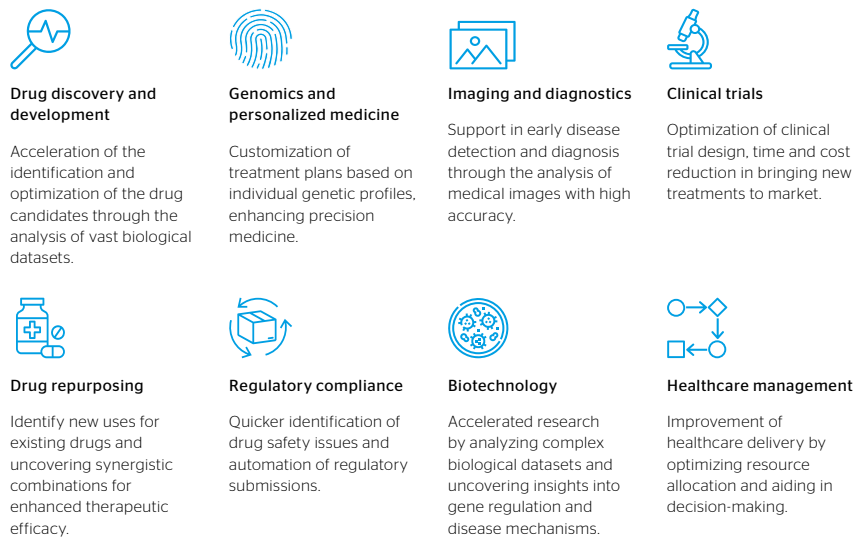 Drug discovery and
development
Acceleration of the
identification and
optimization of the drug
candidates through the
analysis of vast biological
datasets.
Genomics and
personalized medicine
Customization of
treatment plans based on
individual genetic profiles,
enhancing precision
medicine.
Imaging and diagnostics
Support in early disease
detection and diagnosis
through the analysis of
medical images with high
accuracy.
Clinical trials
Optimization of clinical
trial design, time and cost
reduction in bringing new
treatments to market.
Drug repurposing
Identify new uses for
existing drugs and
uncovering synergistic
combinations for
enhanced therapeutic
efficacy.
Regulatory compliance
Quicker identification of
drug safety issues and
automation of regulatory
submissions.
Biotechnology
Accelerated research
by analyzing complex
biological datasets and
uncovering insights into
gene regulation and
disease mechanisms.
Healthcare management
Improvement of
healthcare delivery by
optimizing resource
allocation and aiding in
decision-making.